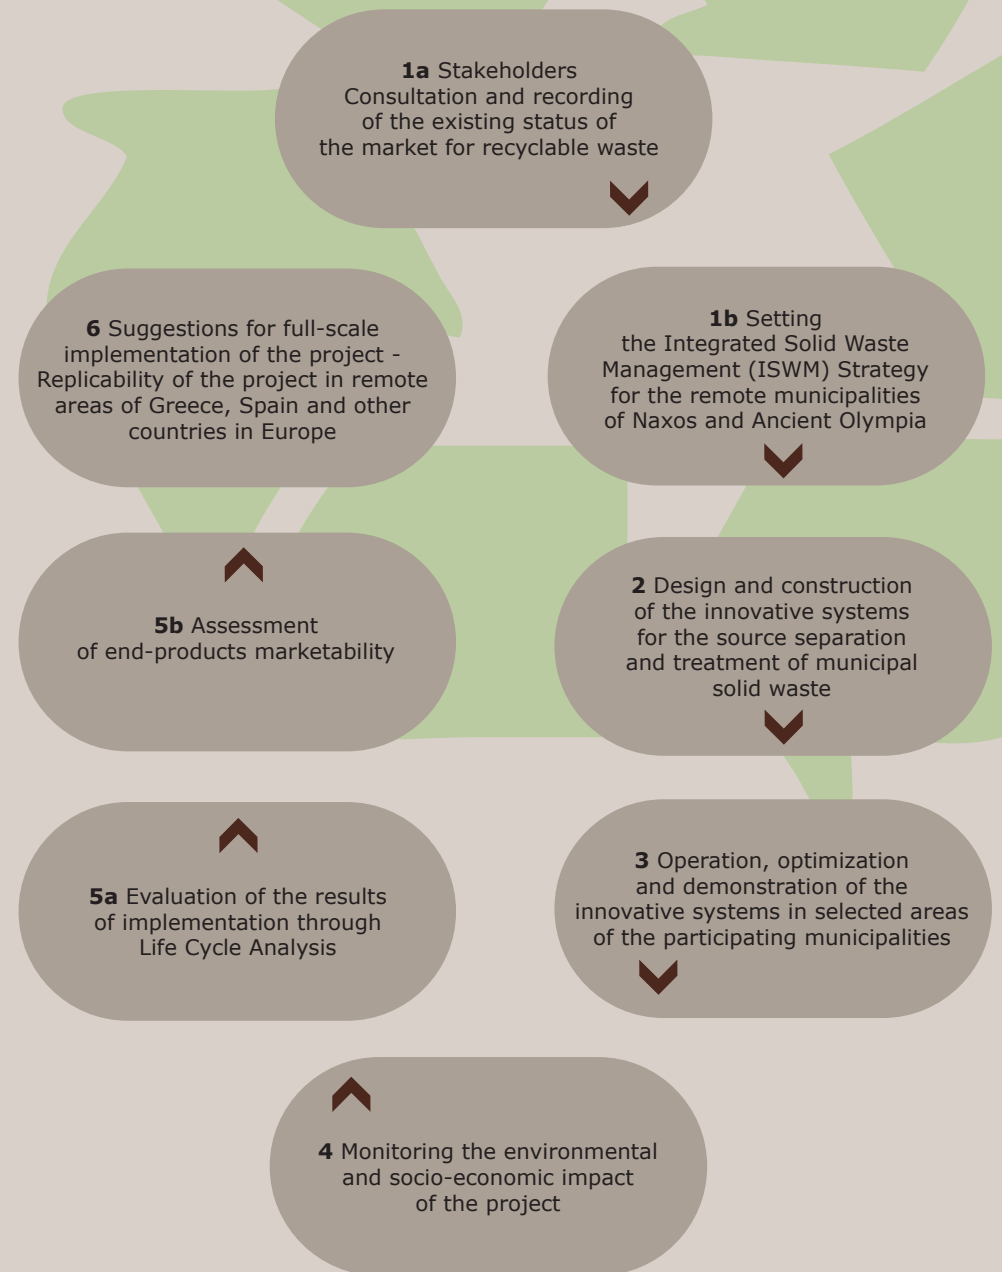 1a Stakeholders
Consultation and recording
of the existing status of
the market for recyclable waste
1b Setting
the Integrated Solid Waste
Management (ISWM) Strategy
for the remote municipalities
of Naxos and Ancient Olympia
2 Design and construction
of the innovative systems
for the source separation
and treatment of municipal
solid waste
3 Operation, optimization
and demonstration of the
innovative systems in selected areas
of the participating municipalities
4 Monitoring the environmental
and socio-economic impact
of the project
5a Evaluation of the results
of implementation through
Life Cycle Analysis
5b Assessment
of end-products marketability
6 Suggestions for full-scale
implementation of the project -
Replicability of the project in remote
areas of Greece, Spain and other
countries in Europe